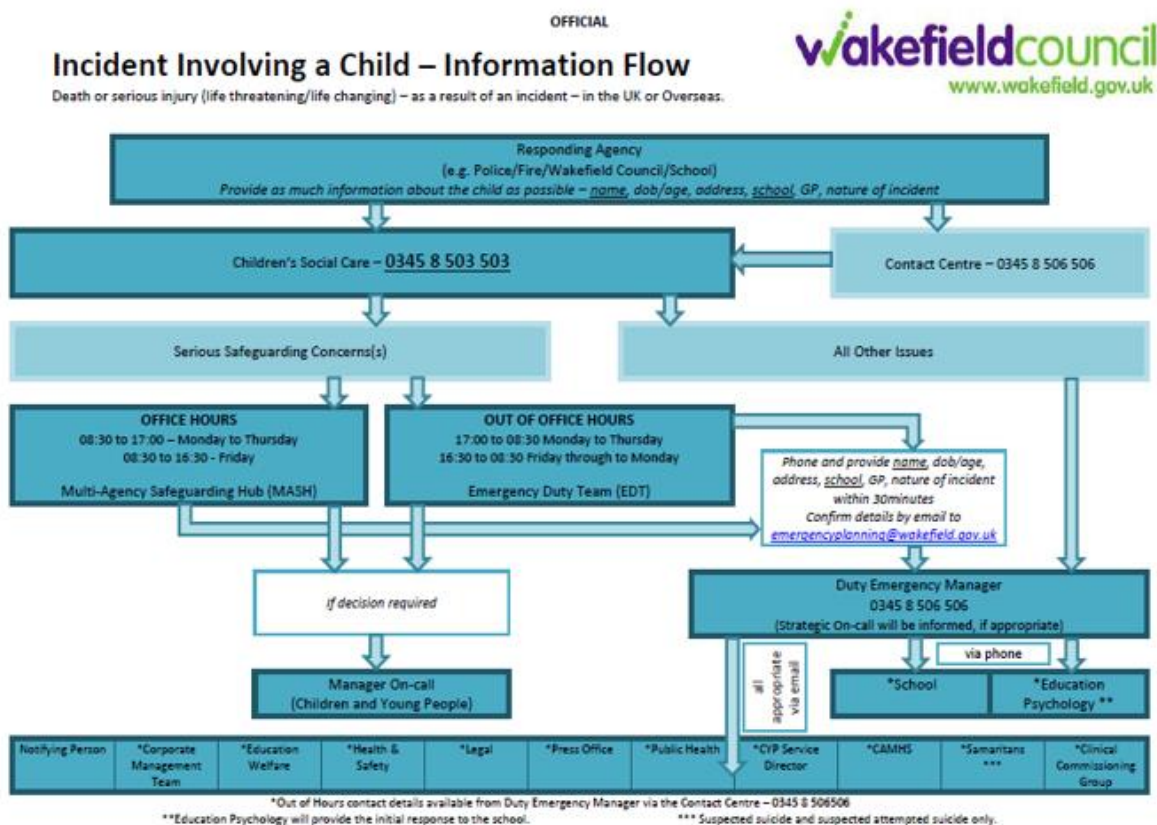 OFFICIAL
wakefieldcouncil
www.wakefield.gov.uk
Incident Involving a Child – Information Flow
Death or serious injury (life threatening/life changing) – as a result of an incident – in the UK or Overseas.
Responding Agency
(e.g. Police/Fire/Wakefield Council/School)
Provide as much information about the child as possible – name, dob/age, address, school, GP, nature of incident
Children's Social Care – 0345 8 503 503
Contact Centre – 0345 8 506 506
Serious Safeguarding Concerns(s)
All Other Issues
OFFICE HOURS
08:30 to 17:00 – Monday to Thursday
08:30 to 16:30 - Friday
Multi-Agency Safeguarding Hub (MASH)
OUT OF OFFICE HOURS
17:00 to 08:30 Monday to Thursday
16:30 to 08:30 Friday through to Monday
Emergency Duty Team (EDT)
Phone and provide name, dob/age,
address, school, GP, nature of incident
within 30minutes
Confirm details by email to
emergencyplanning@wakefield.gov.uk
If decision required
Duty Emergency Manager
0345 8 506 506
(Strategic On-call will be informed, if appropriate)
via phone
all
appropriate
via email
Manager On-call
(Children and Young People)
*School
*Education
Psychology **
Notifying Person
*Corporate
Management
Team
*Education
Welfare
*Health &
Safety
*Legal
*Press Office
*Public Health
*CYP Service
Director
*CAMHS
*Samaritans
***
*Clinical
Commissioning
Group
*Out of Hours contact details available from Duty Emergency Manager via the Contact Centre – 0345 8 506506
**Education Psychology will provide the initial response to the school.
*** Suspected suicide and suspected attempted suicide only.